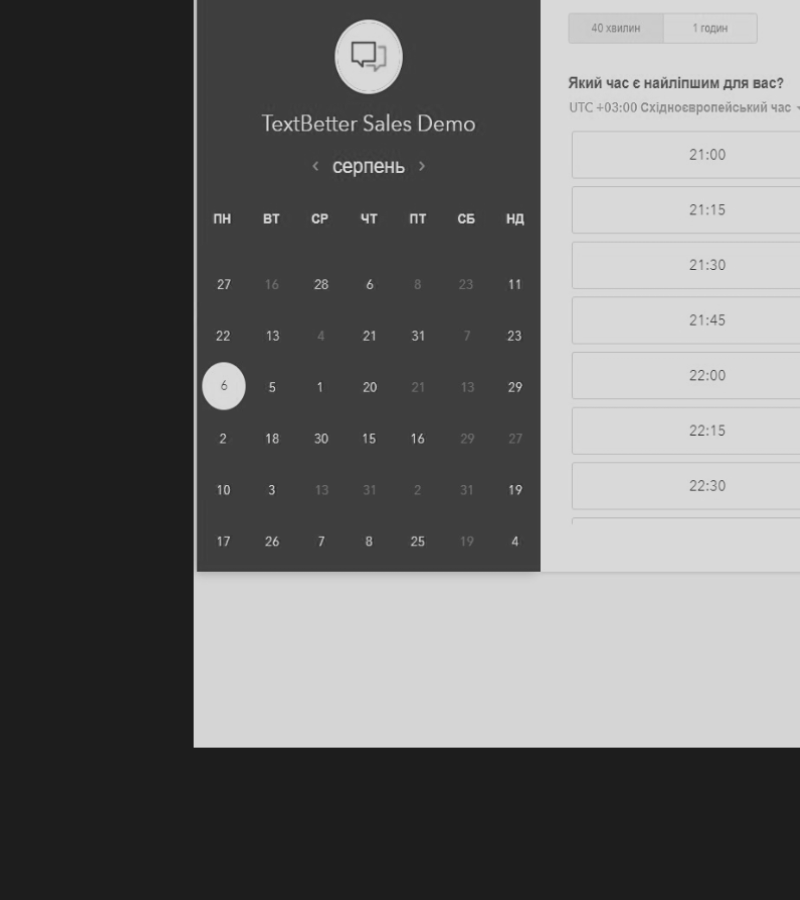 TextBetter Sales Demo
серпень
ПН ВТ СР ЧТ ПТ СБ НД
27 16 28 6 8 23 11
22 13 4 21 31 7 23
6 5 1 20 21 13 29
2 18 30 15 16 29 27
10 3 13 31 2 31 19
17 26 7 8 25 19 4
40 хвилин 1 годин
Який час є найліпшим для вас?
UTC +03:00 Східноєвропейський час
21:00
21:15
21:30
21:45
22:00
22:15
22:30